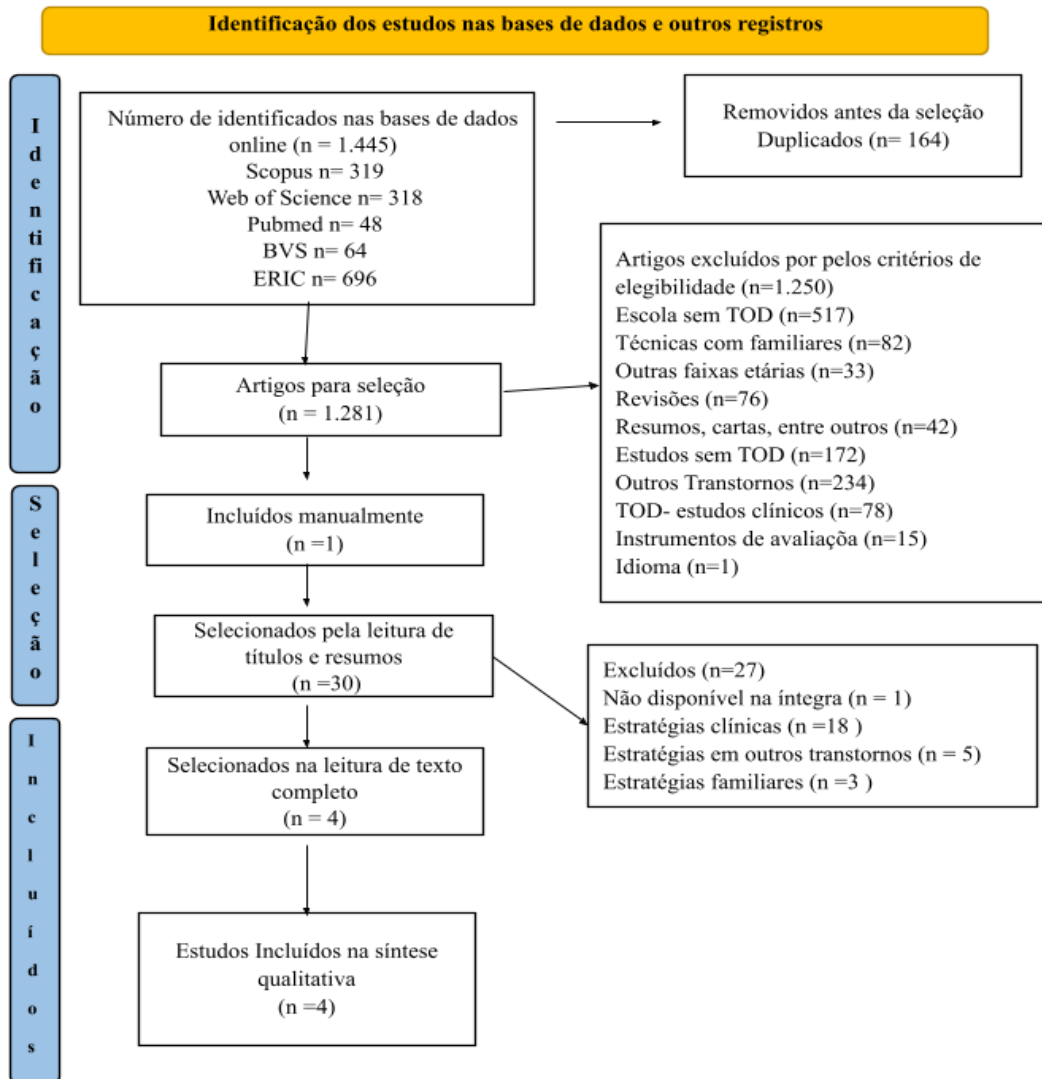 Identificação dos estudos nas bases de dados e outros registros
Identificação
Número de identificados nas bases de dados
online (n = 1.445)
Scopus n= 319
Web of Science n= 318
Pubmed n= 48
BVS n= 64
ERIC n= 696
Removidos antes da seleção
Duplicados (n= 164)
Artigos para seleção
(n = 1.281)
Artigos excluídos por pelos critérios de
elegibilidade (n=1.250)
Escola sem TOD (n=517)
Técnicas com familiares (n=82)
Outras faixas etárias (n=33)
Revisões (n=76)
Resumos, cartas, entre outros (n=42)
Estudos sem TOD (n=172)
Outros Transtornos (n=234)
TOD- estudos clínicos (n=78)
Instrumentos de avaliaçõa (n=15)
Idioma (n=1)
Seleção
Incluídos manualmente
(n =1)
Selecionados pela leitura de
títulos e resumos
(n =30)
Excluídos (n=27)
Não disponível na íntegra (n = 1)
Estratégias clínicas (n =18 )
Estratégias em outros transtornos (n = 5)
Estratégias familiares (n =3 )
Incluídos
Selecionados na leitura de texto
completo
(n = 4)
Estudos Incluídos na síntese
qualitativa
(n =4)